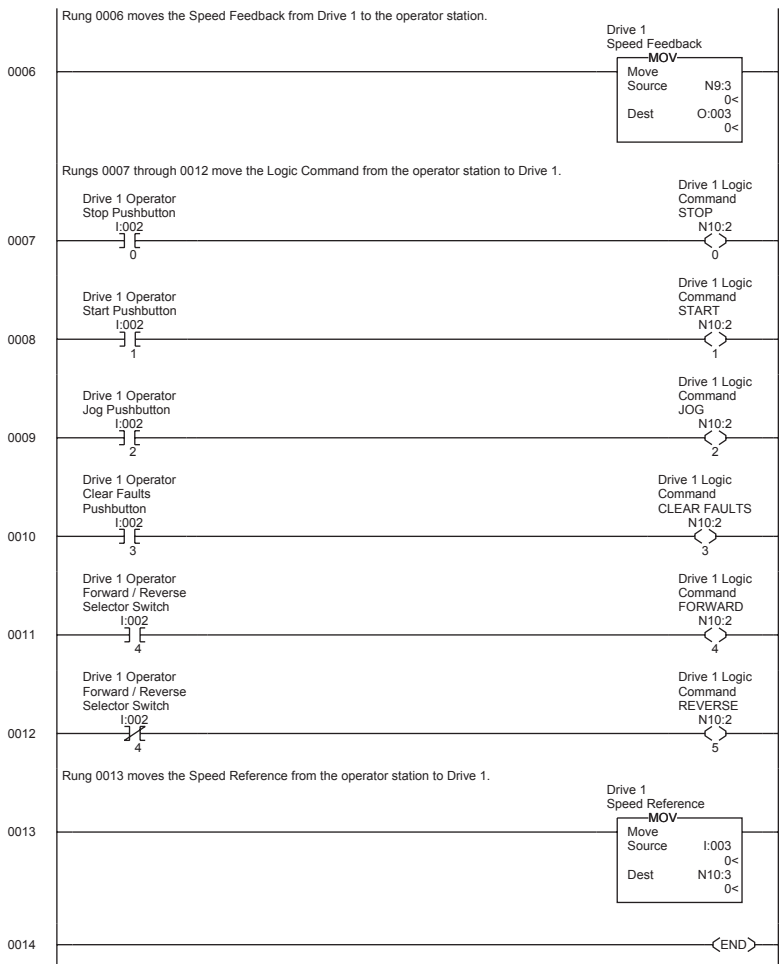 Rung 0006 moves the Speed Feedback from Drive 1 to the operator station.
Drive 1
Speed Feedback
MOV
0006
Move
Source N9:3
0<
Dest O:003
0<
Rungs 0007 through 0012 move the Logic Command from the operator station to Drive 1.
Drive 1 Operator
Stop Pushbutton
I:002
0
Drive 1 Logic
Command
STOP
N10:2
0
0007
Drive 1 Operator
Start Pushbutton
I:002
1
Drive 1 Logic
Command
START
N10:2
1
0008
Drive 1 Operator
Jog Pushbutton
I:002
2
Drive 1 Logic
Command
JOG
N10:2
2
0009
Drive 1 Operator
Clear Faults
Pushbutton
I:002
3
Drive 1 Logic
Command
CLEAR FAULTS
N10:2
3
0010
Drive 1 Operator
Forward / Reverse
Selector Switch
I:002
4
Drive 1 Logic
Command
FORWARD
N10:2
4
0011
Drive 1 Operator
Forward / Reverse
Selector Switch
I:002
4
Drive 1 Logic
Command
REVERSE
N10:2
5
0012
Rung 0013 moves the Speed Reference from the operator station to Drive 1.
Drive 1
Speed Reference
MOV
0013
Move
Source I:003
0<
Dest N10:3
0<
0014
END